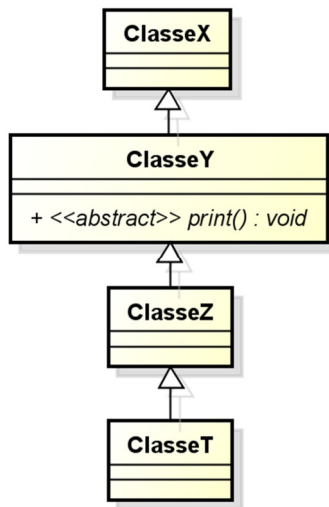 ClasseX
ClasseY
+ <<abstract>> print() : void
ClasseZ
ClasseT